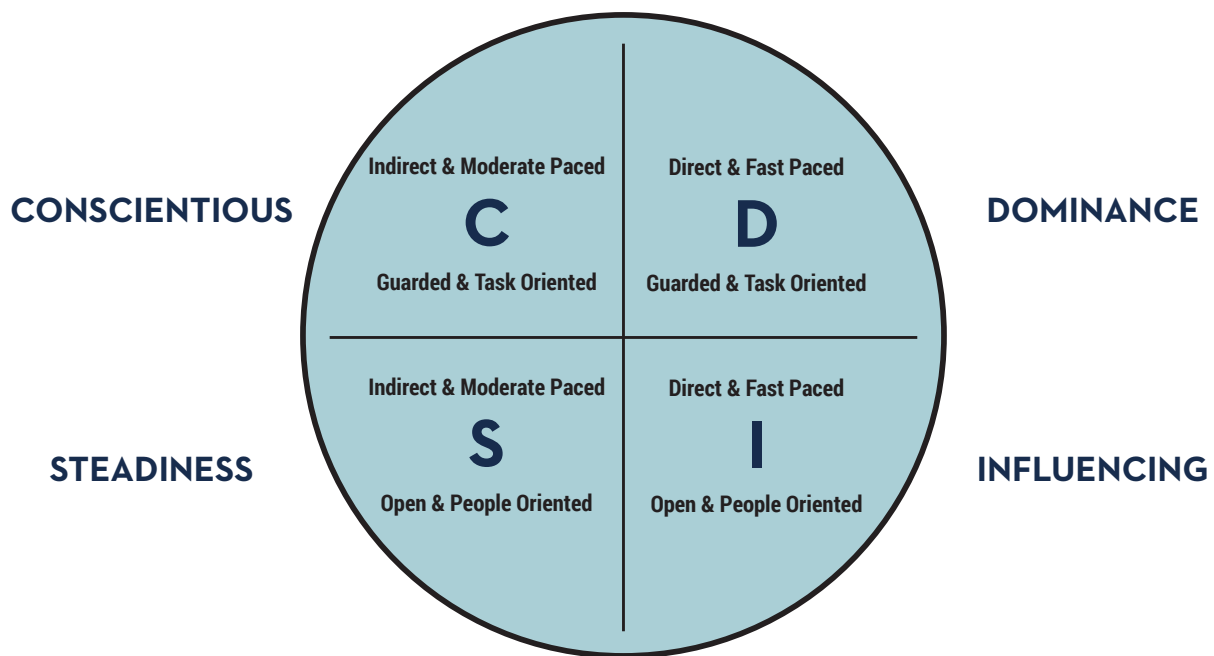 Indirect & Moderate Paced
Direct & Fast Paced
CONSCIENTIOUS
C
D
DOMINANCE
Guarded & Task Oriented
Guarded & Task Oriented
Indirect & Moderate Paced
Direct & Fast Paced
STEADINESS
S
I
INFLUENCING
Open & People Oriented
Open & People Oriented